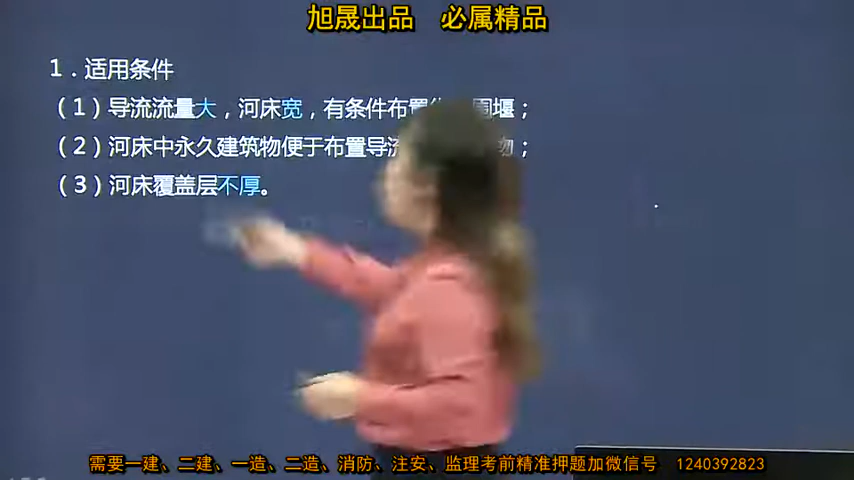 旭晟出品 必属精品
1．适用条件
（1）导流流量大，河床宽，有条件布置 围堰；
（2）河床中永久建筑物便于布置导流 物；
（3）河床覆盖层不厚。
需要一建、二建、一造、二造、消防、注安、监理考前精准押题加微信号 1240392823